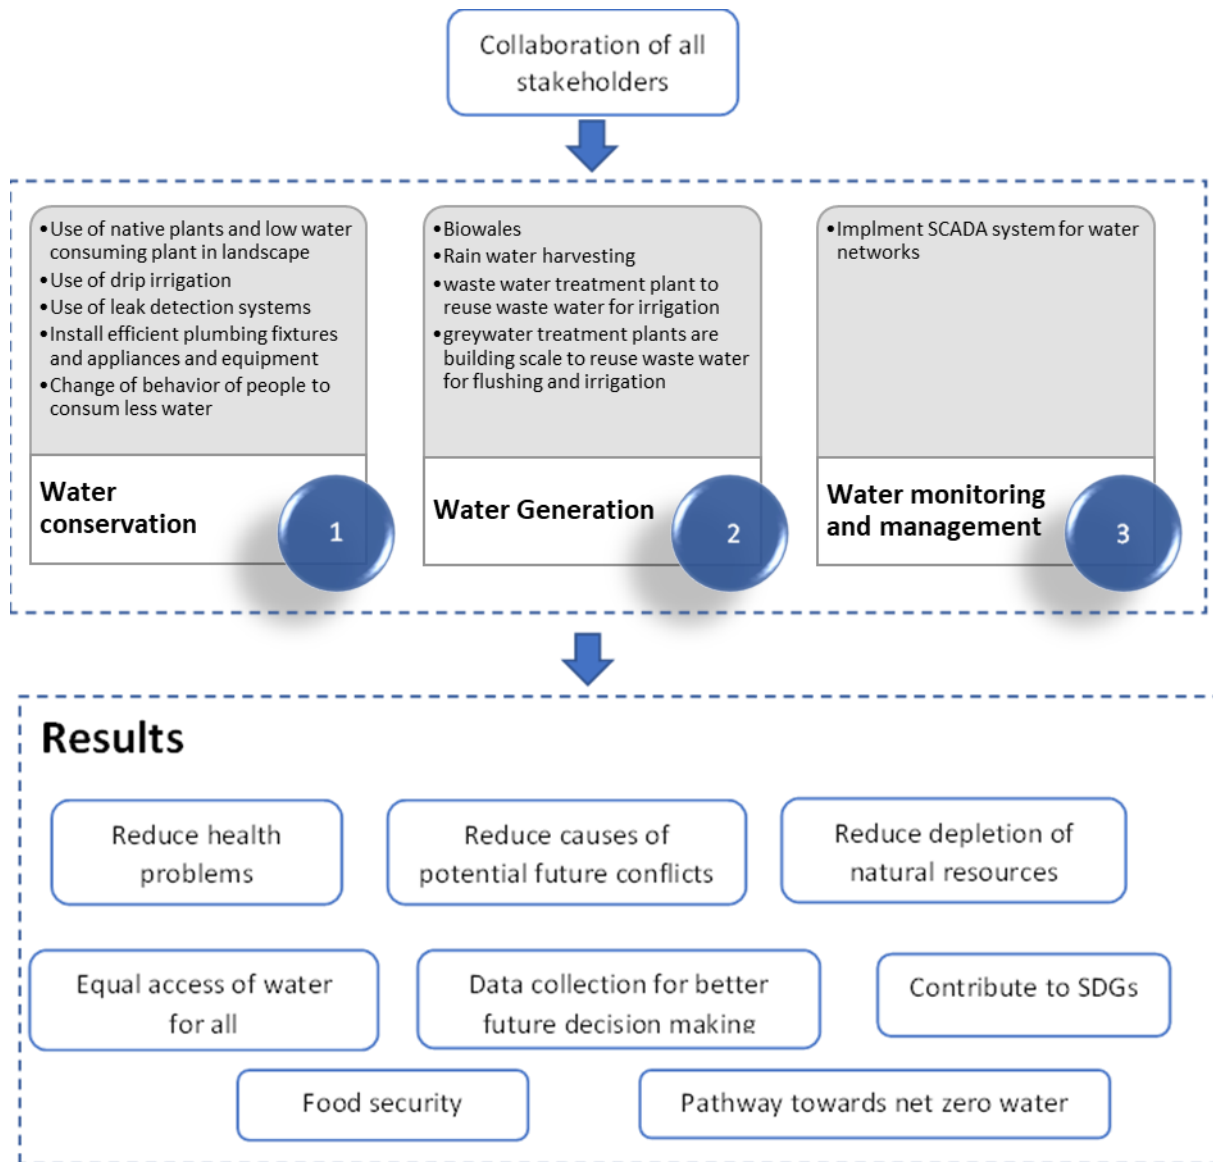 Collaboration of all
stakeholders
•Use of native plants and low water
consuming plant in landscape
•Use of drip irrigation
•Use of leak detection systems
•Install efficient plumbing fixtures
and appliances and equipment
•Change of behavior of people to
consum less water
Water
conservation
1
•Biowales
•Rain water harvesting
•waste water treatment plant to
reuse waste water for irrigation
•greywater treatment plants are
building scale to reuse waste water
for flushing and irrigation
Water Generation
2
•Implment SCADA system for water
networks
Water monitoring
and management
3
Results
Reduce health
problems
Reduce causes of
potential future conflicts
Reduce depletion of
natural resources
Equal access of water
for all
Data collection for better
future decision making
Contribute to SDGs
Food security
Pathway towards net zero water